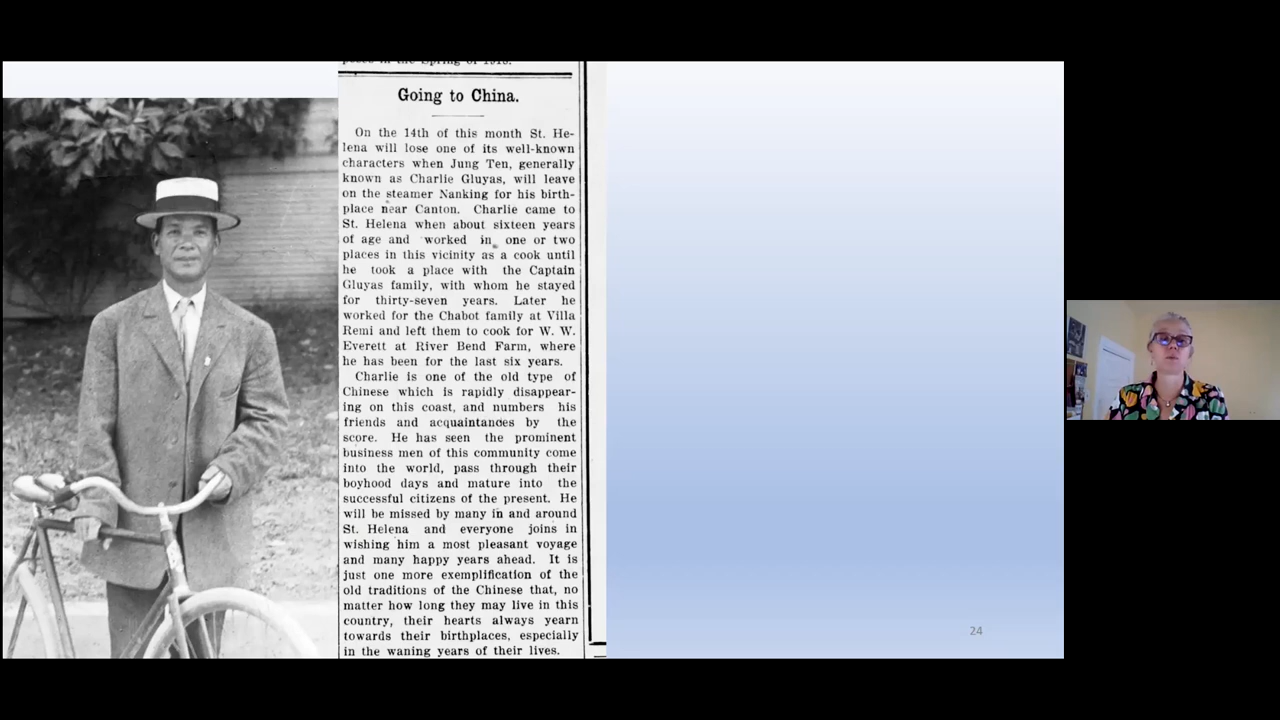 Going to China.
On the 14th of this month St. He-
lena will lose one of its well-known
characters when Jung Ten, generally
known as Charlie Gluyas, will leave
on the steamer Nanking for his birth-
place near Canton. Charlie came to
St. Helena when about sixteen years
of age and worked in one or two
places in this vicinity as a cook until
he took a place with the Captain
Gluyas family, with whom he stayed
for thirty-seven years. Later he
worked for the Chabot family at Villa
Remi and left them to cook for W. W.
Everett at River Bend Farm, where
he has been for the last six years.
Charlie is one of the old type of
Chinese which is rapidly disappear-
ing on this coast, and numbers his
friends and acquaintances by the
score. He has seen the prominent
business men of this community come
into the world, pass through their
boyhood days and mature into the
successful citizens of the present. He
will be missed by many in and around
St. Helena and everyone joins in
wishing him a most pleasant voyage
and many happy years ahead. It is
just one more exemplification of the
old traditions of the Chinese that, no
matter how long they may live in this
country, their hearts always yearn
towards their birthplaces, especially
in the waning years of their lives.
24